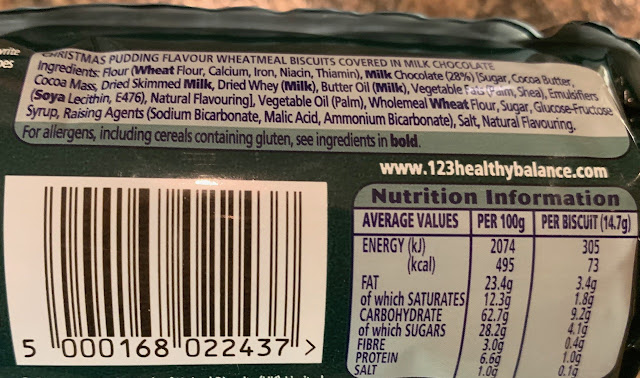 CHRISTMAS PUDDING FLAVOUR WHEATMEAL BISCUITS COVERED IN MILK CHOCOLATE
Ingredients: Flour (Wheat Flour, Calcium, Iron, Niacin, Thiamin), Milk Chocolate (28%) [Sugar, Cocoa Butter,
Cocoa Mass, Dried Skimmed Milk, Dried Whey (Milk), Butter Oil (Milk), Vegetable Fats (Palm, Shea), Emulsifiers
(Soya Lecithin, E476), Natural Flavouring], Vegetable Oil (Palm), Wholemeal Wheat Flour, Sugar, Glucose-Fructose
Syrup, Raising Agents (Sodium Bicarbonate, Malic Acid, Ammonium Bicarbonate), Salt, Natural Flavouring.
For allergens, including cereals containing gluten, see ingredients in bold.
www.123healthybalance.com
Nutrition Information
AVERAGE VALUES PER 100g PER BISCUIT (14.7g)
ENERGY (kJ) 2074 305
(kcal) 495 73
FAT 23.4g 3.4g
of which SATURATES 12.3g 1.8g
CARBOHYDRATE 62.7g 9.2g
of which SUGARS 28.2g 4.1g
FIBRE 3.0g 0.4g
PROTEIN 6.6g 1.0g
SALT 1.0g 0.1g
5 000168 022437 >